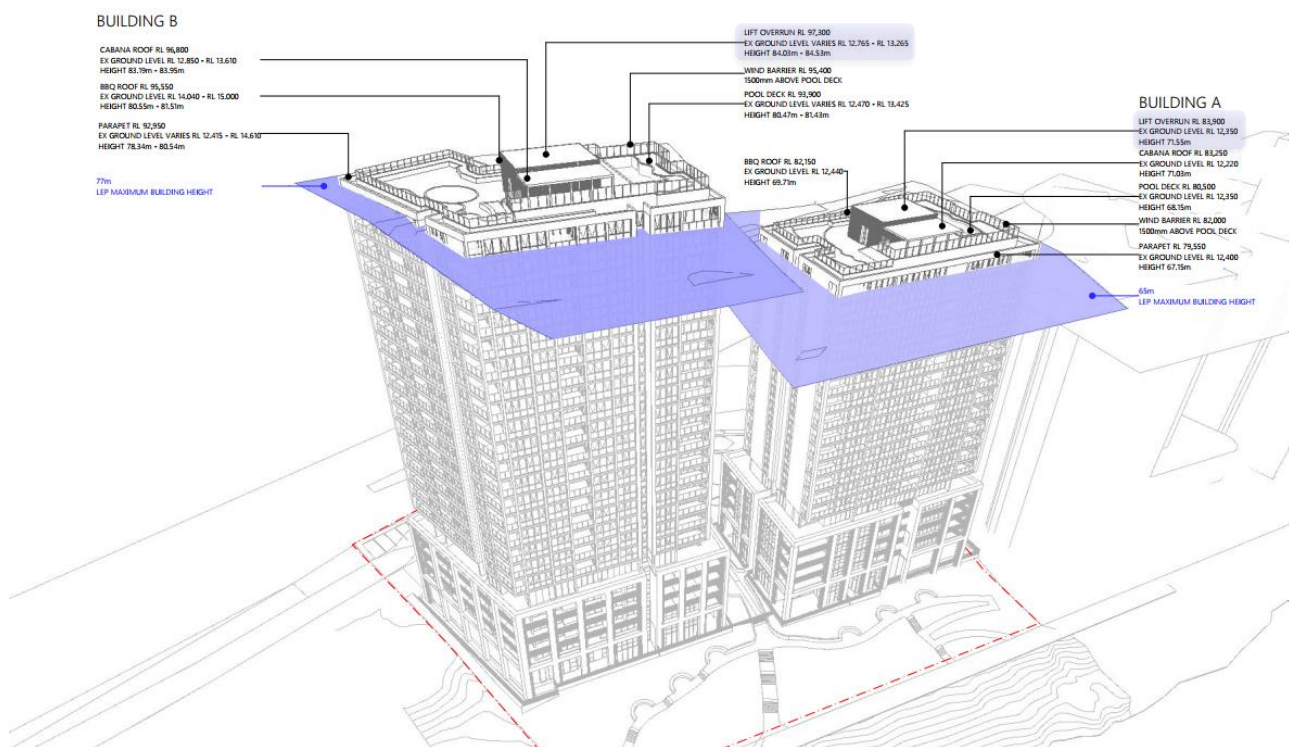 BUILDING B
CABANA ROOF RL 96,800
EX GROUND LEVEL RL 12.850 - RL 13.610
HEIGHT 83.19m - 83.95m
BBQ ROOF RL 95,550
EX GROUND LEVEL RL 14.040 - RL 15.000
HEIGHT 80.55m - 81.51m
PARAPET RL 92,950
EX GROUND LEVEL VARIES RL 12.415 - RL 14.610
HEIGHT 78.34m - 80.54m
77m
LEP MAXIMUM BUILDING HEIGHT
LIFT OVERRUN RL 97,300
EX GROUND LEVEL VARIES RL 12.765 - RL 13.265
HEIGHT 84.03m - 84.53m
WIND BARRIER RL 95,400
1500mm ABOVE POOL DECK
POOL DECK RL 93,900
EX GROUND LEVEL VARIES RL 12.470 - RL 13,425
HEIGHT 80.47m - 81.43m
BBQ ROOF RL 82,150
EX GROUND LEVEL RL 12,440
HEIGHT 69.71m
BUILDING A
LIFT OVERRUN RL 83,900
EX GROUND LEVEL RL 12,350
HEIGHT 71.55m
CABANA ROOF RL 83,250
EX GROUND LEVEL RL 12,220
HEIGHT 71.03m
POOL DECK RL 80,500
EX GROUND LEVEL RL 12,350
HEIGHT 68.15m
WIND BARRIER RL 82,000
1500mm ABOVE POOL DECK
PARAPET RL 79,550
EX GROUND LEVEL RL 12,400
HEIGHT 67.15m
65m
LEP MAXIMUM BUILDING HEIGHT